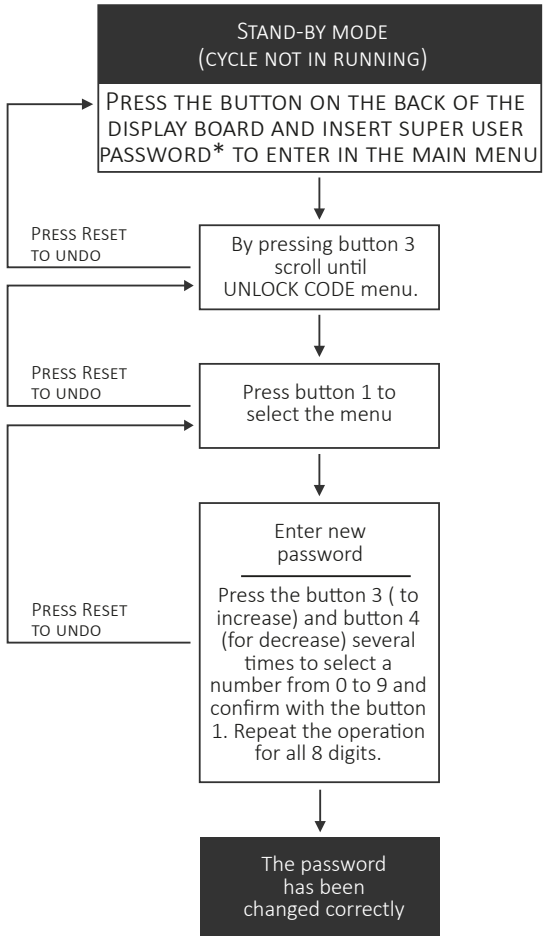 STAND-BY MODE
(CYCLE NOT IN RUNNING)
PRESS THE BUTTON ON THE BACK OF THE
DISPLAY BOARD AND INSERT SUPER USER
PASSWORD* TO ENTER IN THE MAIN MENU
PRESS RESET
TO UNDO
By pressing button 3
scroll until
UNLOCK CODE menu.
PRESS RESET
TO UNDO
Press button 1 to
select the menu
PRESS RESET
TO UNDO
Enter new
password
Press the button 3 ( to
increase) and button 4
(for decrease) several
times to select a
number from 0 to 9 and
confirm with the button
1. Repeat the operation
for all 8 digits.
The password
has been
changed correctly